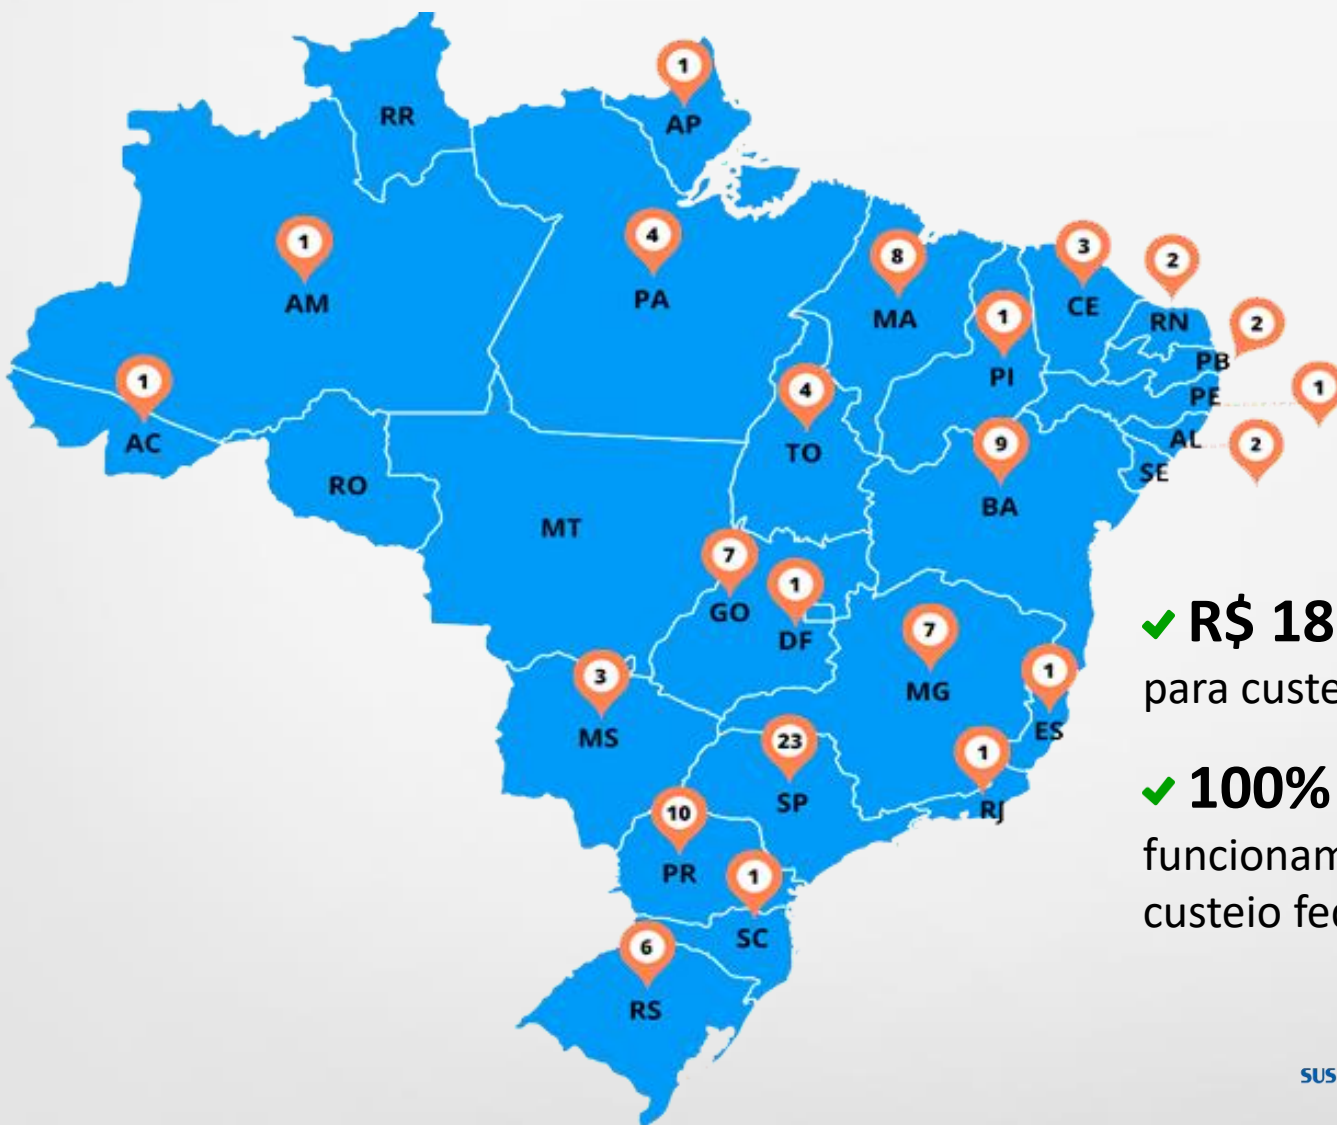 1
RR
AP
1
4
8
3
2
AM
PA
MA
1
CE
RN
2
PB
1
PI
4
PE
1
AC
TO
9
AL
2
RO
SE
MT
BA
7
1
GO
DF
7
R$ 18
para custe
3
MG
1
MS
23
ES
1
SP
RJ
10
100%
PR
1
funcionam
custeio fe
SC
6
RS
SUS